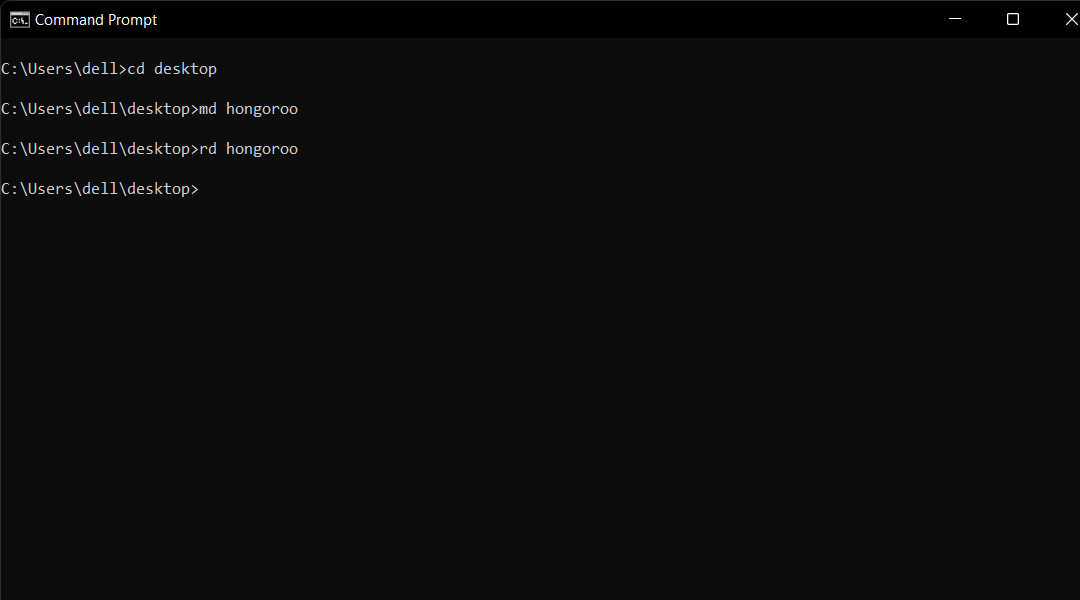 Command Prompt
C:\Users\dell>cd desktop
C:\Users\dell\desktop>md hongoroo
C:\Users\dell\desktop>rd hongoroo
C:\Users\dell\desktop>